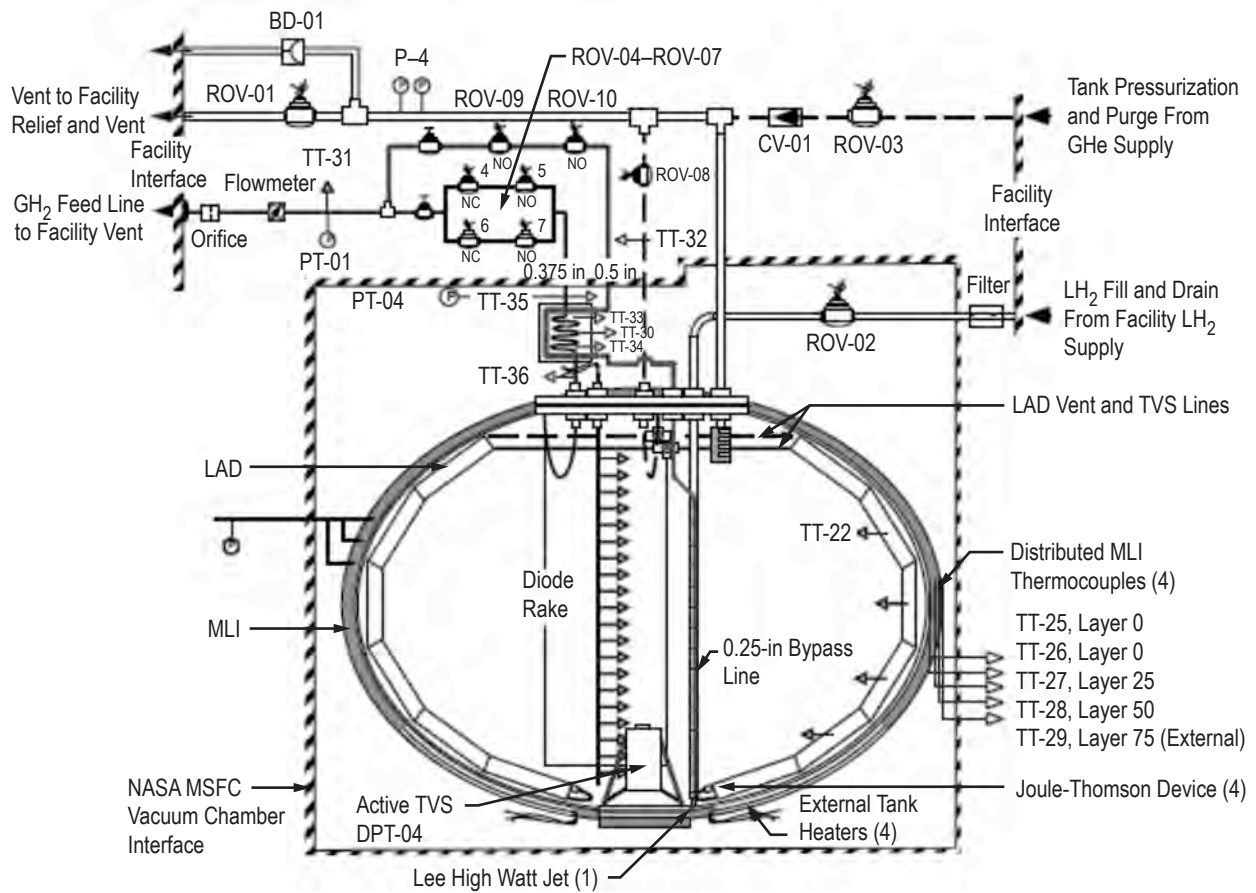 BD-01
P–4
ROV-04–ROV-07
Vent to Facility
Relief and Vent
ROV-01
ROV-09
ROV-10
Tank Pressurization
and Purge From
GHe Supply
CV-01
ROV-03
Facility
Interface
TT-31
Flowmeter
NO
NO
ROV-08
4
5
NC
NO
6
7
NC
NO
GH2 Feed Line
to Facility Vent
Orifice
PT-01
TT-32
Facility
Interface
0.375 in
0.5 in
PT-04
P
TT-35
TT-33
TT-30
TT-34
TT-36
Filter
ROV-02
LH2 Fill and Drain
From Facility LH2
Supply
LAD Vent and TVS Lines
LAD
TT-22
Diode
Rake
MLI
0.25-in Bypass
Line
Distributed MLI
Thermocouples (4)
TT-25, Layer 0
TT-26, Layer 0
TT-27, Layer 25
TT-28, Layer 50
TT-29, Layer 75 (External)
NASA MSFC
Vacuum Chamber
Interface
Active TVS
DPT-04
External Tank
Heaters (4)
Joule-Thomson Device (4)
Lee High Watt Jet (1)